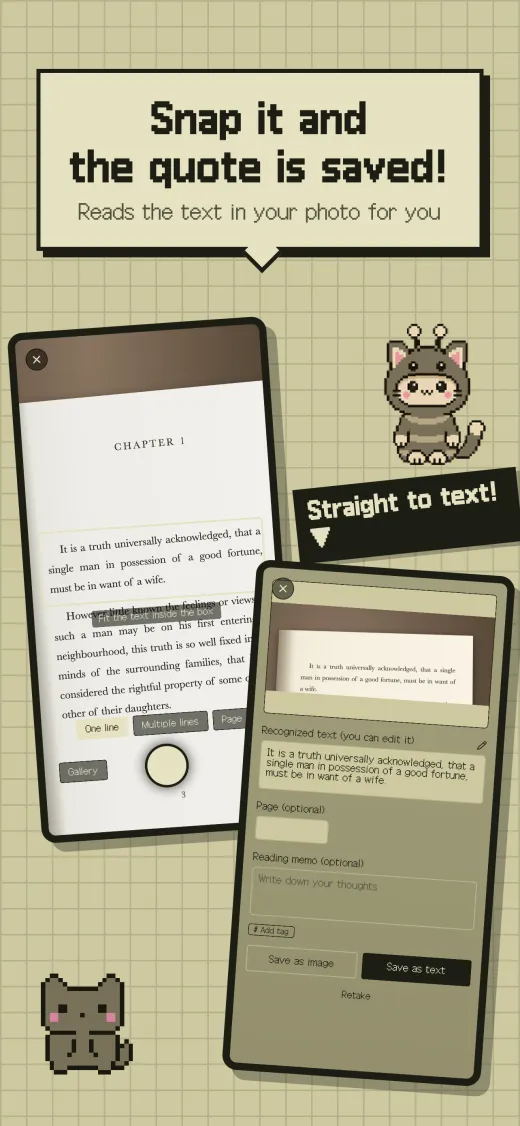 Snap it and
the quote is saved!
Reads the text in your photo for you
CHAPTER 1
It is a truth universally acknowledged, that a
single man in possession of a good fortune,
must be in want of a wife.
However little known the feelings or views
Fit the text inside the box
such a man may be on his first enterin
neighbourhood, this truth is so well fixed in
minds of the surrounding families, that
considered the rightful property of some o
other of their daughters.
One line
Multiple lines
Page
Gallery
3
Straight to text!
It is a truth universally acknowledged, that a single
man in possession of a good fortune, must be in want of
a wife.
Recognized text (you can edit it)
It is a truth universally acknowledged, that a
single man in possession of a good fortune,
must be in want of a wife.
Page (optional)
Reading memo (optional)
Write down your thoughts
# Add tag
Save as image
Save as text
Retake